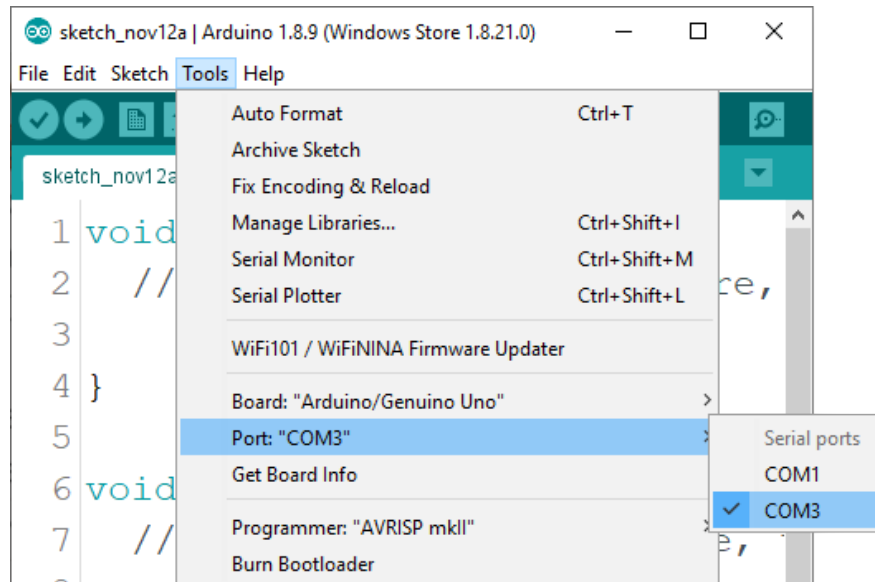 sketch_nov12a | Arduino 1.8.9 (Windows Store 1.8.21.0)
File Edit Sketch Tools Help
Auto Format Ctrl+T
Archive Sketch
sketch_nov12a
Fix Encoding & Reload
1 void
Manage Libraries... Ctrl+Shift+I
Serial Monitor Ctrl+Shift+M
2 // re,
Serial Plotter Ctrl+Shift+L
3
WiFi101 / WiFiNINA Firmware Updater
4 }
Board: "Arduino/Genuino Uno"
5
Port: "COM3"
Serial ports
Get Board Info
COM1
6 void
COM3
7 // e,
Programmer: "AVRISP mkII"
Burn Bootloader